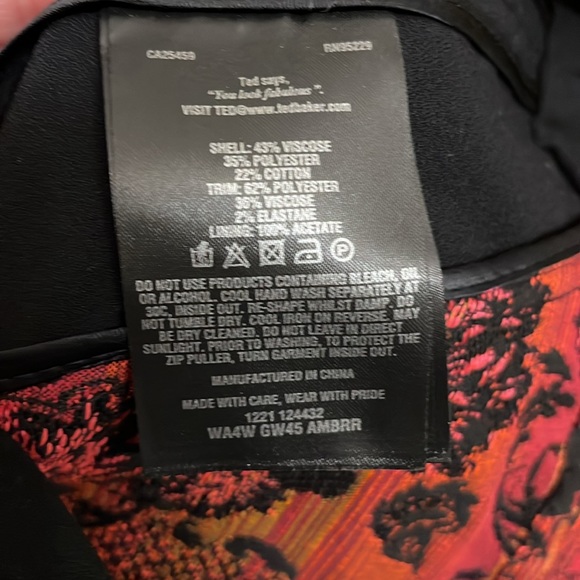 CA25459 RN95229
Ted says,
"You look fabulous".
VISIT TED@www.tedbaker.com
SHELL: 43% VISCOSE
35% POLYESTER
22% COTTON
TRIM: 62% POLYESTER
36% VISCOSE
2% ELASTANE
LINING: 100% ACETATE
P
DO NOT USE PRODUCTS CONTAINING BLEACH, OIL
OR ALCOHOL. COOL HAND WASH SEPARATELY AT
30C, INSIDE OUT. RE-SHAPE WHILST DAMP. DO
NOT TUMBLE DRY. COOL IRON ON REVERSE. MAY
BE DRY CLEANED. DO NOT LEAVE IN DIRECT
SUNLIGHT. PRIOR TO WASHING, TO PROTECT THE
ZIP PULLER, TURN GARMENT INSIDE OUT.
MANUFACTURED IN CHINA
MADE WITH CARE, WEAR WITH PRIDE
1221 124432
WA4W GW45 AMBRR